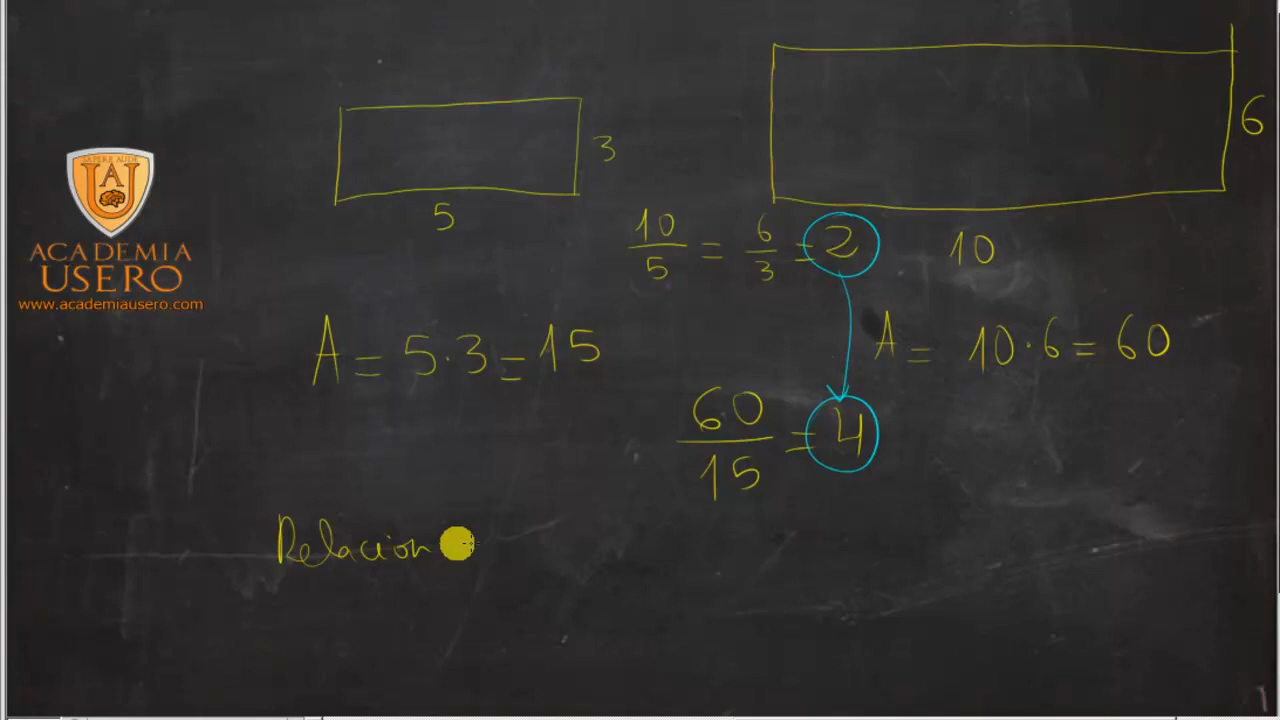 3
6
5
10/5 = 6/3 = 2
10
A = 5·3 = 15
A = 10·6 = 60
60/15 = 4
Relacion
SAPERE AUDE
UA
ACADEMIA
USERO
www.academiausero.com